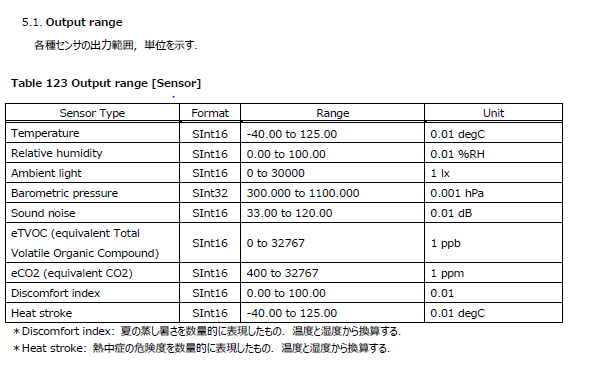 5.1. Output range
各種センサの出力範囲，単位を示す.
Table 123 Output range [Sensor]
Sensor Type Format Range Unit
Temperature SInt16 -40.00 to 125.00 0.01 degC
Relative humidity SInt16 0.00 to 100.00 0.01 %RH
Ambient light SInt16 0 to 30000 1 lx
Barometric pressure SInt32 300.000 to 1100.000 0.001 hPa
Sound noise SInt16 33.00 to 120.00 0.01 dB
eTVOC (equivalent Total
Volatile Organic Compound) SInt16 0 to 32767 1 ppb
eCO2 (equivalent CO2) SInt16 400 to 32767 1 ppm
Discomfort index SInt16 0.00 to 100.00 0.01
Heat stroke SInt16 -40.00 to 125.00 0.01 degC
＊Discomfort index： 夏の蒸し暑さを数量的に表現したもの．温度と湿度から換算する.
＊Heat stroke： 熱中症の危険度を数量的に表現したもの．温度と湿度から換算する.